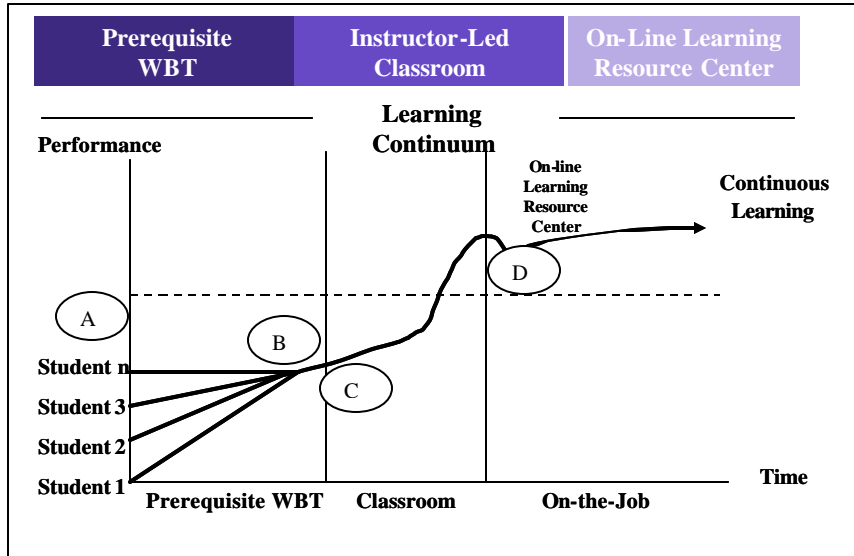 Prerequisite
WBT
Instructor-Led
Classroom
On-Line Learning
Resource Center
Learning
Continuum
Performance
On-line
Learning
Resource
Center
Continuous
Learning
A
B
C
D
Student n
Student 3
Student 2
Student 1
Time
Prerequisite WBT
Classroom
On-the-Job